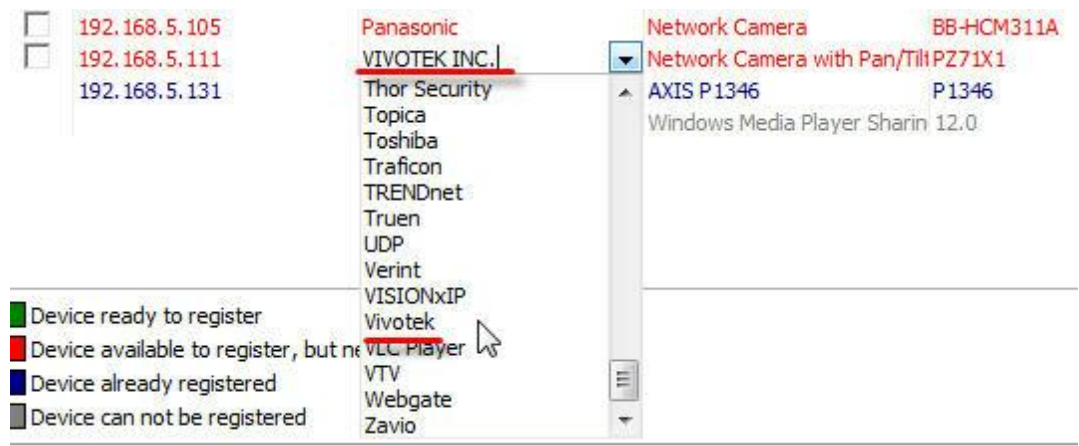 192.168.5.105 Panasonic Network Camera BB-HCM311A
192.168.5.111 VIVOTEK INC. Network Camera with Pan/Tilt PZ71X1
192.168.5.131 AXIS P1346 P1346
Windows Media Player Sharin 12.0
Thor Security
Topica
Toshiba
Traficon
TRENDnet
Truen
UDP
Verint
VISIONxIP
Vivotek
VLC Player
VTV
Webgate
Zavio
Device ready to register
Device available to register, but ne
Device already registered
Device can not be registered